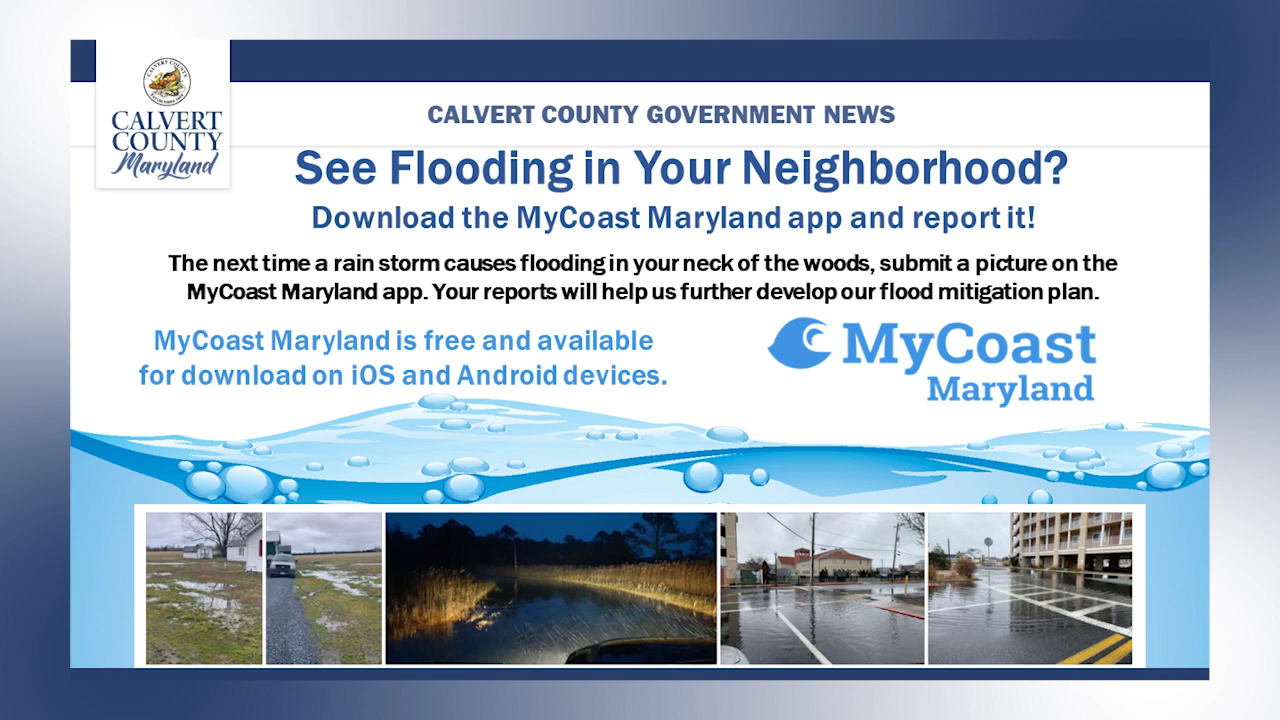 CALVERT COUNTY
CALVERT
COUNTY
Maryland
CALVERT COUNTY GOVERNMENT NEWS
See Flooding in Your Neighborhood?
Download the MyCoast Maryland app and report it!
The next time a rain storm causes flooding in your neck of the woods, submit a picture on the
MyCoast Maryland app. Your reports will help us further develop our flood mitigation plan.
MyCoast Maryland is free and available
for download on iOS and Android devices.
MyCoast
Maryland